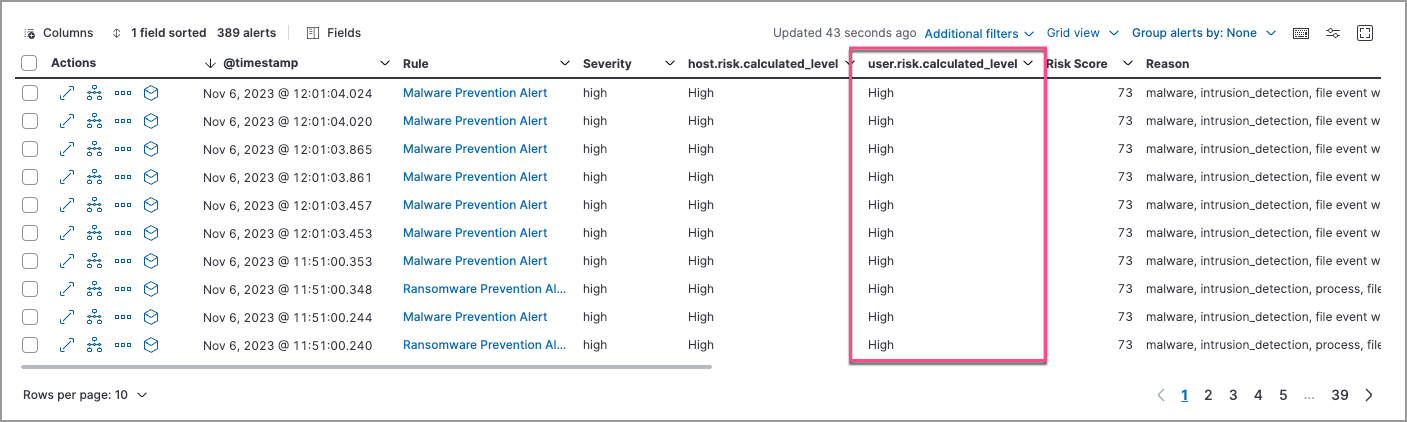 Columns 1 field sorted 389 alerts Fields Updated 43 seconds ago Additional filters Grid view Group alerts by: None
Actions @timestamp Rule Severity host.risk.calculated_level user.risk.calculated_level Risk Score Reason
Nov 6, 2023 @ 12:01:04.024 Malware Prevention Alert high High High 73 malware, intrusion_detection, file event w
Nov 6, 2023 @ 12:01:04.020 Malware Prevention Alert high High High 73 malware, intrusion_detection, file event w
Nov 6, 2023 @ 12:01:03.865 Malware Prevention Alert high High High 73 malware, intrusion_detection, file event w
Nov 6, 2023 @ 12:01:03.861 Malware Prevention Alert high High High 73 malware, intrusion_detection, file event w
Nov 6, 2023 @ 12:01:03.457 Malware Prevention Alert high High High 73 malware, intrusion_detection, file event w
Nov 6, 2023 @ 12:01:03.453 Malware Prevention Alert high High High 73 malware, intrusion_detection, file event w
Nov 6, 2023 @ 11:51:00.353 Malware Prevention Alert high High High 73 malware, intrusion_detection, file event w
Nov 6, 2023 @ 11:51:00.348 Ransomware Prevention Al... high High High 73 malware, intrusion_detection, process, file
Nov 6, 2023 @ 11:51:00.244 Malware Prevention Alert high High High 73 malware, intrusion_detection, file event w
Nov 6, 2023 @ 11:51:00.240 Ransomware Prevention Al... high High High 73 malware, intrusion_detection, process, file
Rows per page: 10 1 2 3 4 5 ... 39